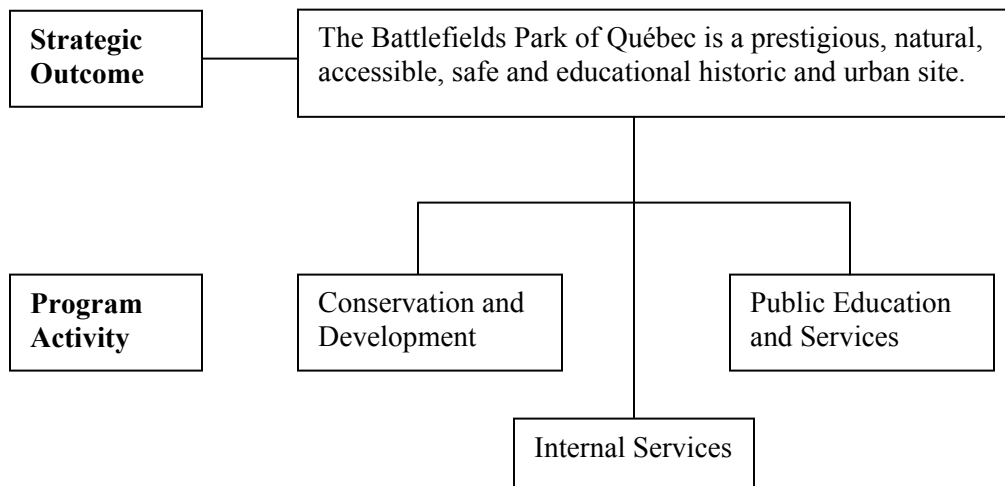 Strategic
Outcome
The Battlefields Park of Québec is a prestigious, natural,
accessible, safe and educational historic and urban site.
Program
Activity
Conservation and
Development
Public Education
and Services
Internal Services